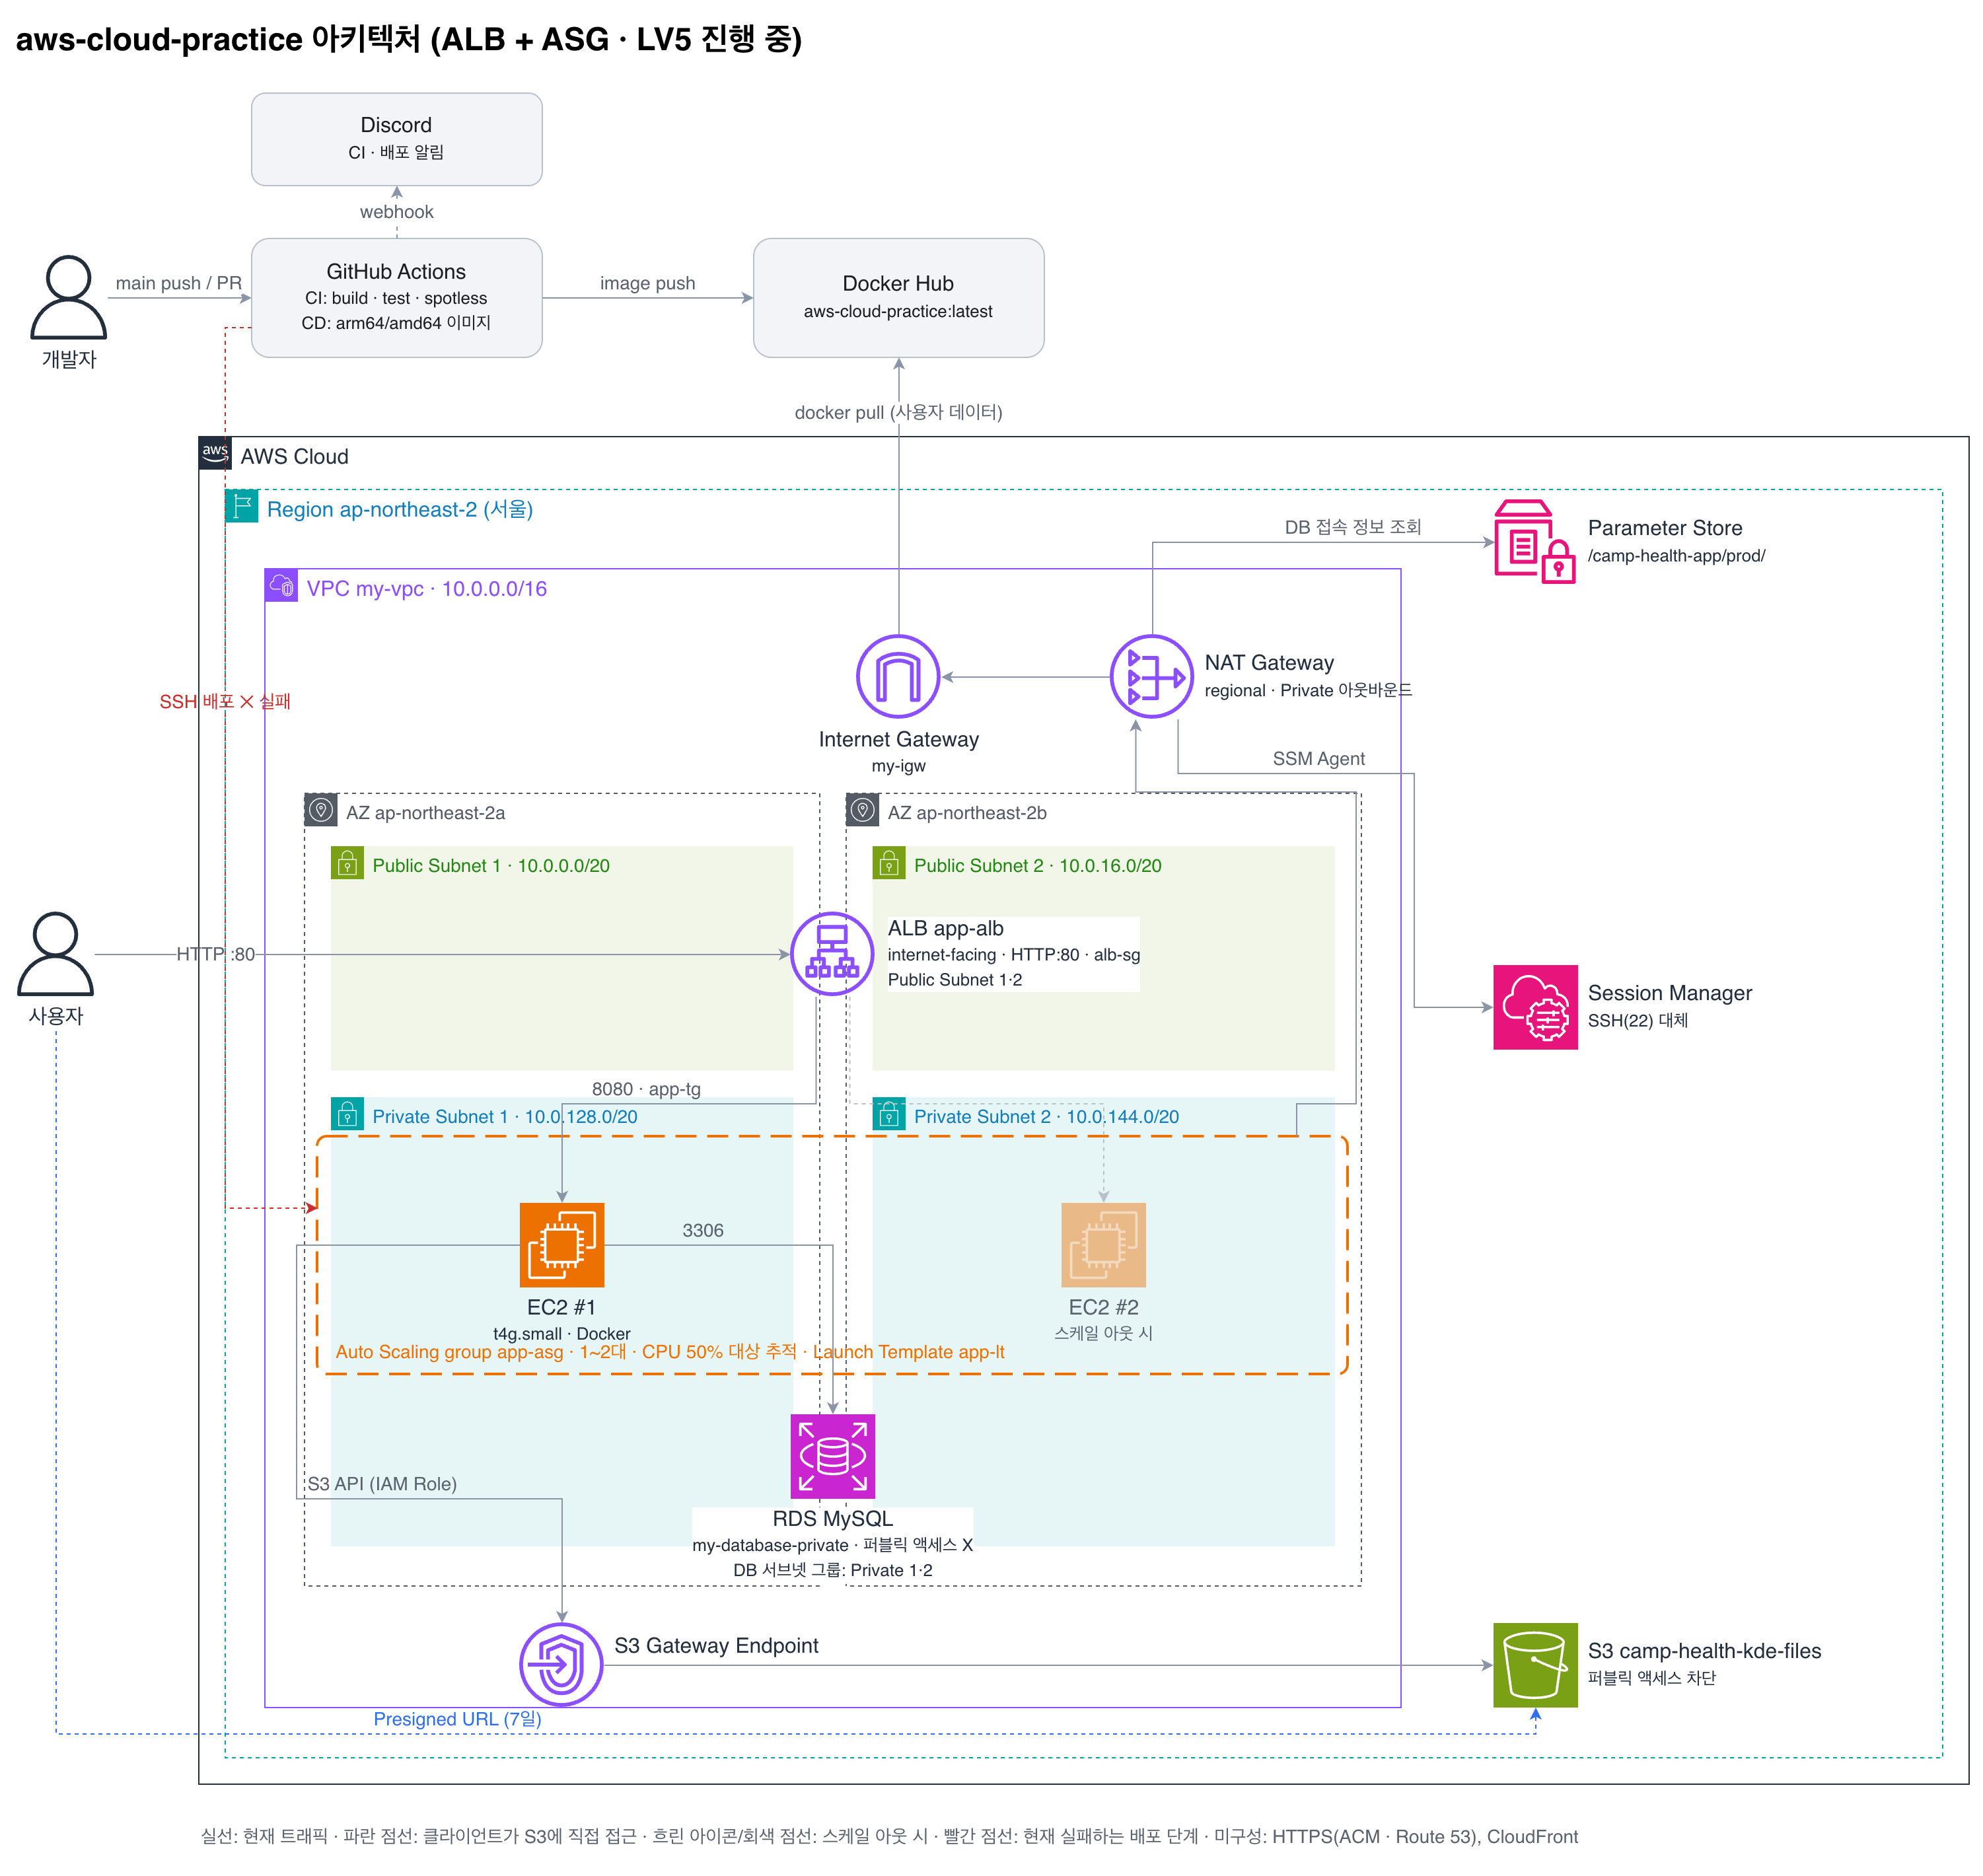 aws-cloud-practice 아키텍처 (ALB + ASG · LV5 진행 중)
Discord
CI · 배포 알림
webhook
GitHub Actions
CI: build · test · spotless
CD: arm64/amd64 이미지
main push / PR
개발자
image push
Docker Hub
aws-cloud-practice:latest
docker pull (사용자 데이터)
aws
AWS Cloud
Region ap-northeast-2 (서울)
DB 접속 정보 조회
Parameter Store
/camp-health-app/prod/
VPC my-vpc · 10.0.0.0/16
SSH 배포 ✕ 실패
Internet Gateway
my-igw
NAT Gateway
regional · Private 아웃바운드
SSM Agent
AZ ap-northeast-2a
AZ ap-northeast-2b
Public Subnet 1 · 10.0.0.0/20
Public Subnet 2 · 10.0.16.0/20
HTTP :80
사용자
ALB app-alb
internet-facing · HTTP:80 · alb-sg
Public Subnet 1·2
Session Manager
SSH(22) 대체
8080 · app-tg
Private Subnet 1 · 10.0.128.0/20
Private Subnet 2 · 10.0.144.0/20
3306
EC2 #1
t4g.small · Docker
EC2 #2
스케일 아웃 시
Auto Scaling group app-asg · 1~2대 · CPU 50% 대상 추적 · Launch Template app-lt
S3 API (IAM Role)
RDS MySQL
my-database-private · 퍼블릭 액세스 X
DB 서브넷 그룹: Private 1·2
S3 Gateway Endpoint
S3 camp-health-kde-files
퍼블릭 액세스 차단
Presigned URL (7일)
실선: 현재 트래픽 · 파란 점선: 클라이언트가 S3에 직접 접근 · 흐린 아이콘/회색 점선: 스케일 아웃 시 · 빨간 점선: 현재 실패하는 배포 단계 · 미구성: HTTPS(ACM · Route 53), CloudFront